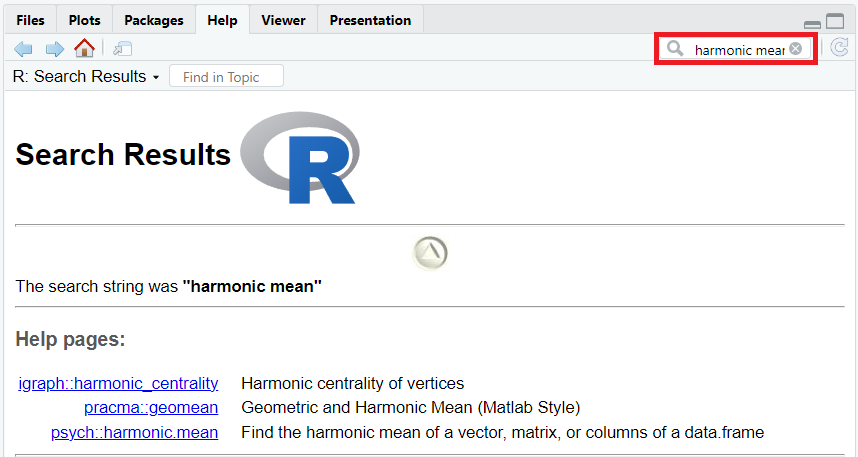 Files Plots Packages Help Viewer Presentation
harmonic mear
R: Search Results Find in Topic
Search Results R
The search string was "harmonic mean"
Help pages:
igraph::harmonic_centrality Harmonic centrality of vertices
pracma::geomean Geometric and Harmonic Mean (Matlab Style)
psych::harmonic.mean Find the harmonic mean of a vector, matrix, or columns of a data.frame